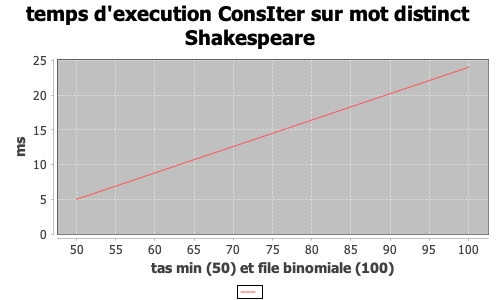 temps d'execution ConsIter sur mot distinct
Shakespeare
25
20
15
10
5
0
ms
50 55 60 65 70 75 80 85 90 95 100
tas min (50) et file binomiale (100)